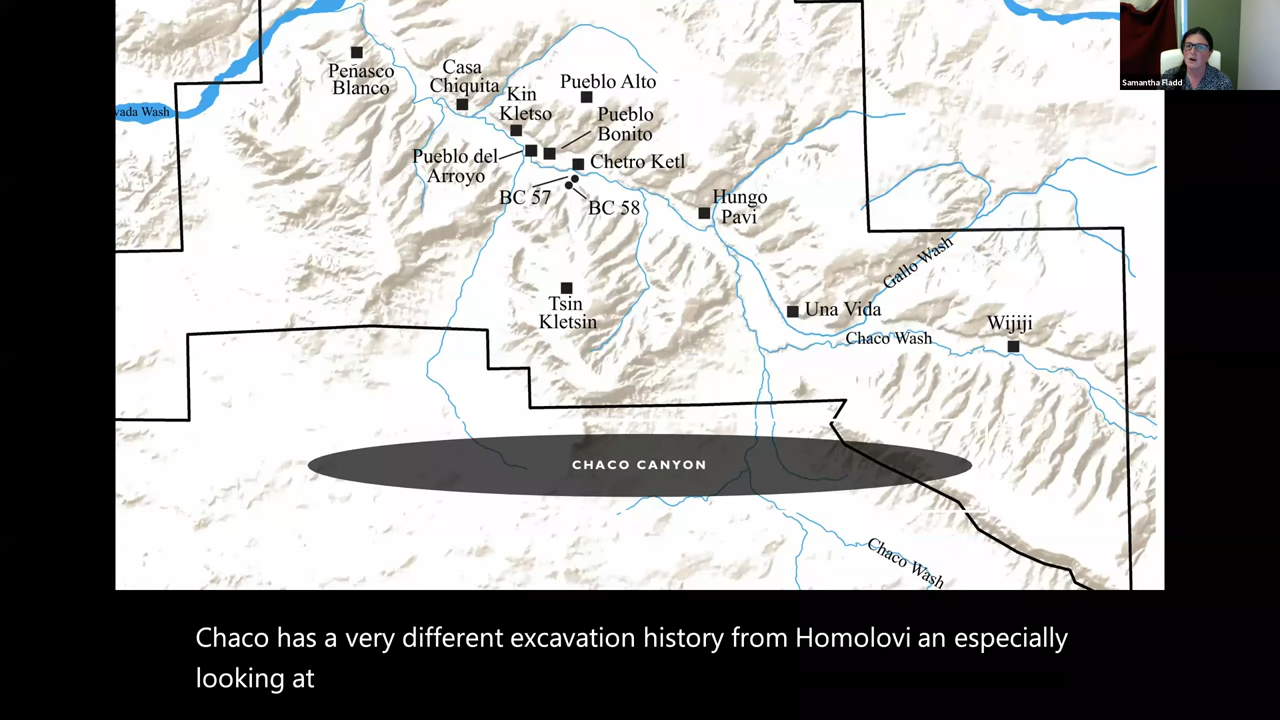 Samantha Fladd
Peñasco
Blanco
Casa
Chiquita
Kin
Kletso
Pueblo Alto
Pueblo
Bonito
vada Wash
Pueblo del
Arroyo
Chetro Ketl
BC 57
BC 58
Hungo
Pavi
Gallo Wash
Tsin
Kletsin
Una Vida
Wijiji
Chaco Wash
CHACO CANYON
Chaco Wash
Chaco has a very different excavation history from Homolovi an especially
looking at